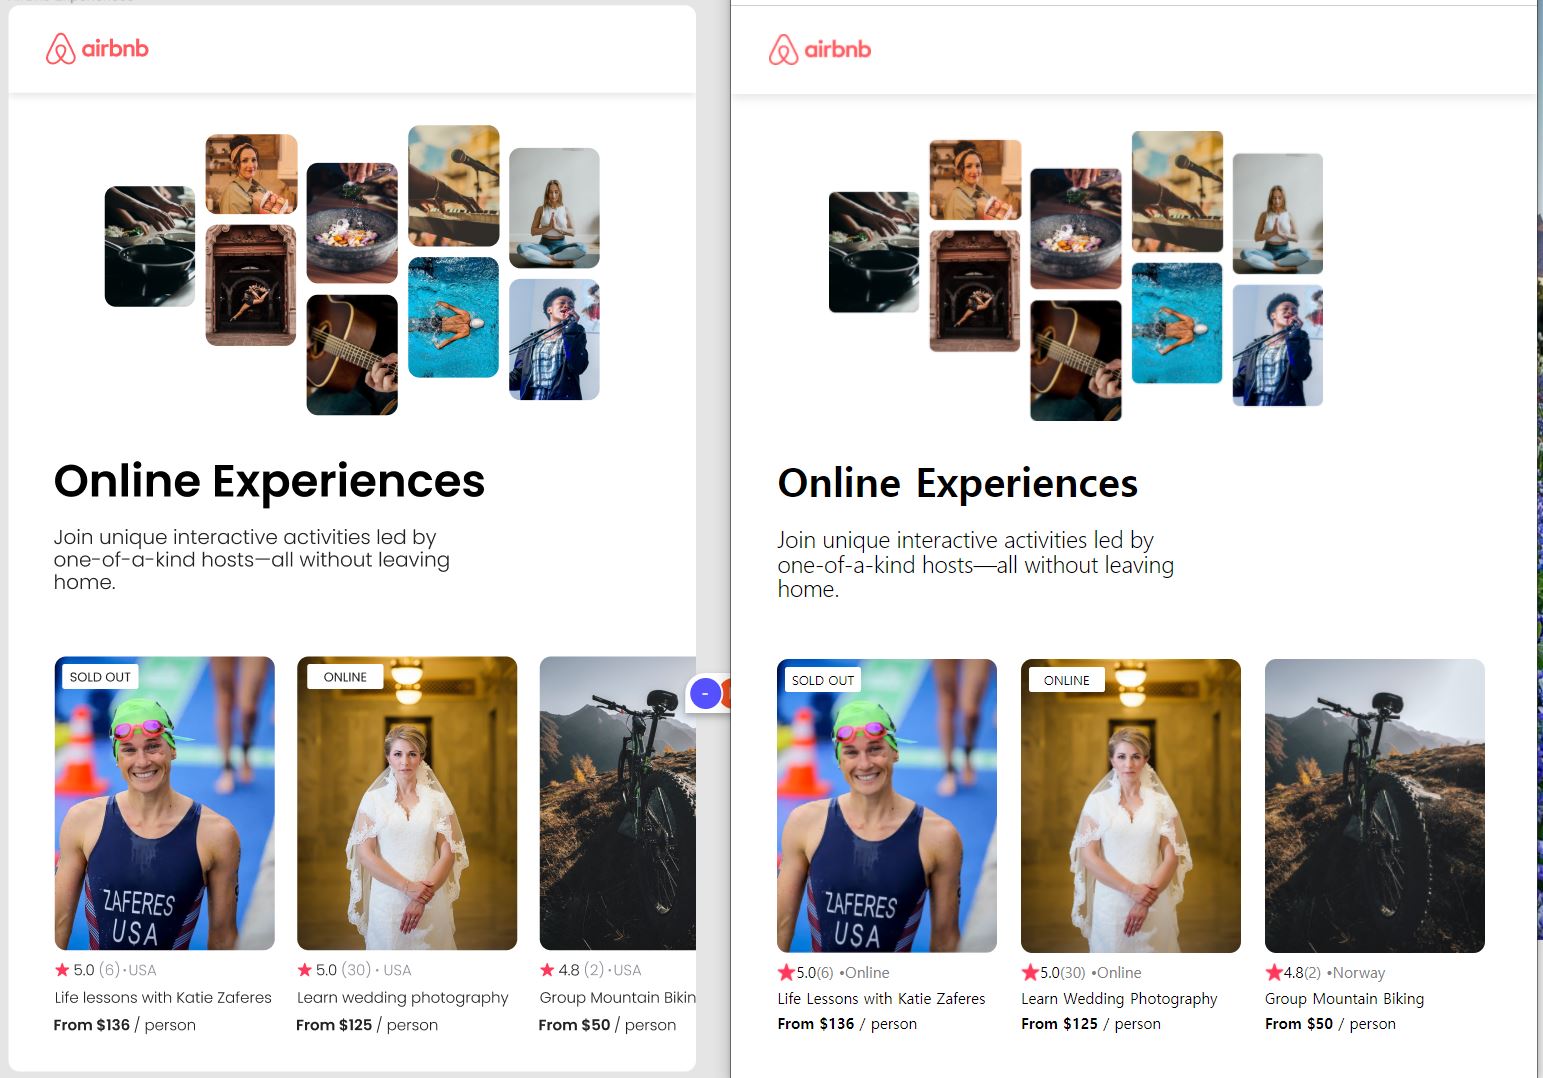 airbnb
Online Experiences
Join unique interactive activities led by
one-of-a-kind hosts—all without leaving
home.
SOLD OUT
ONLINE
ZAFERES
USA
5.0 (6) · USA
5.0 (30) · USA
4.8 (2) · USA
Life lessons with Katie Zaferes
Learn wedding photography
Group Mountain Bikin
From $136 / person
From $125 / person
From $50 / person
-
airbnb
Online Experiences
Join unique interactive activities led by
one-of-a-kind hosts—all without leaving
home.
SOLD OUT
ONLINE
ZAFERES
USA
5.0(6) •Online
5.0(30) •Online
4.8(2) •Norway
Life Lessons with Katie Zaferes
Learn Wedding Photography
Group Mountain Biking
From $136 / person
From $125 / person
From $50 / person